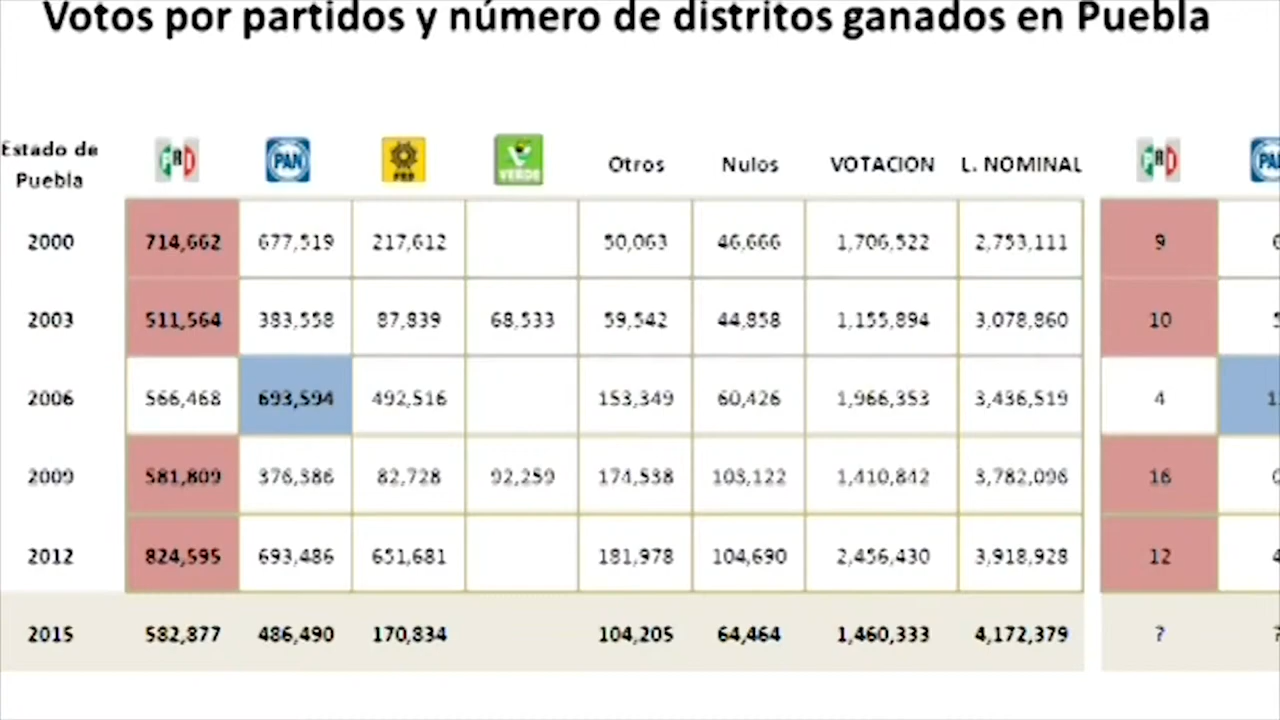 Votos por partidos y número de distritos ganados en Puebla
Estado de Puebla PRI PAN PRD VERDE Otros Nulos VOTACION L. NOMINAL PRI
2000 714,662 677,519 217,612 50,063 46,666 1,706,522 2,753,111 9
2003 511,564 383,558 87,839 68,533 59,542 44,858 1,155,894 3,078,860 10
2006 566,468 693,594 492,516 153,349 60,426 1,966,353 3,436,519 4
2009 581,809 376,386 82,728 92,259 174,538 103,122 1,410,842 3,782,096 16
2012 824,595 693,486 651,681 181,978 104,690 2,456,430 3,918,928 12
2015 582,877 486,490 170,834 104,205 64,464 1,460,333 4,172,379 ?